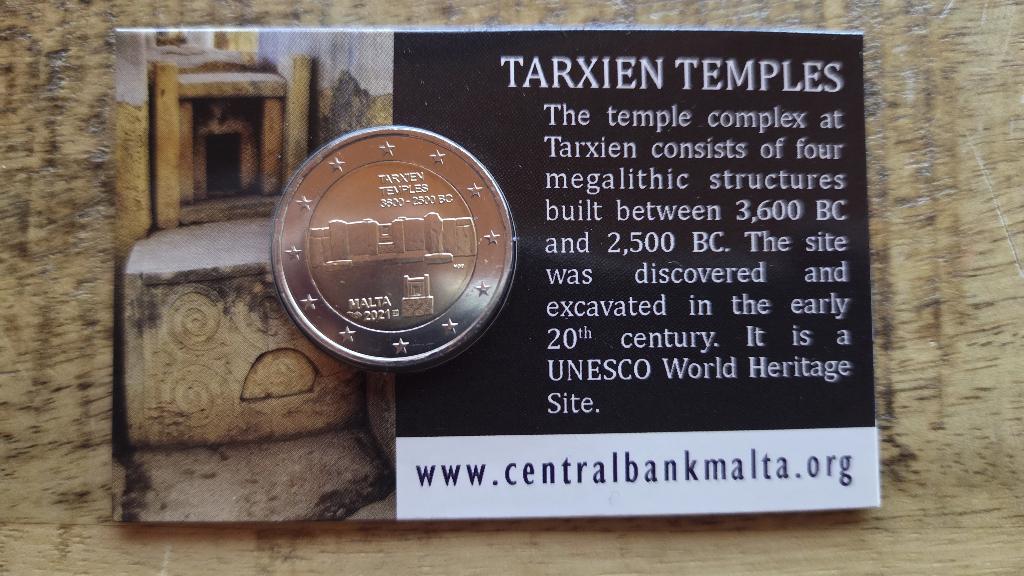 TARXIEN TEMPLES
The temple complex at
Tarxien consists of four
megalithic structures
built between 3,600 BC
and 2,500 BC. The site
was discovered and
excavated in the early
20th century. It is a
UNESCO World Heritage
Site.
www.centralbankmalta.org
TARXIEN
TEMPLES
3600 - 2500 BC
MALTA
2021